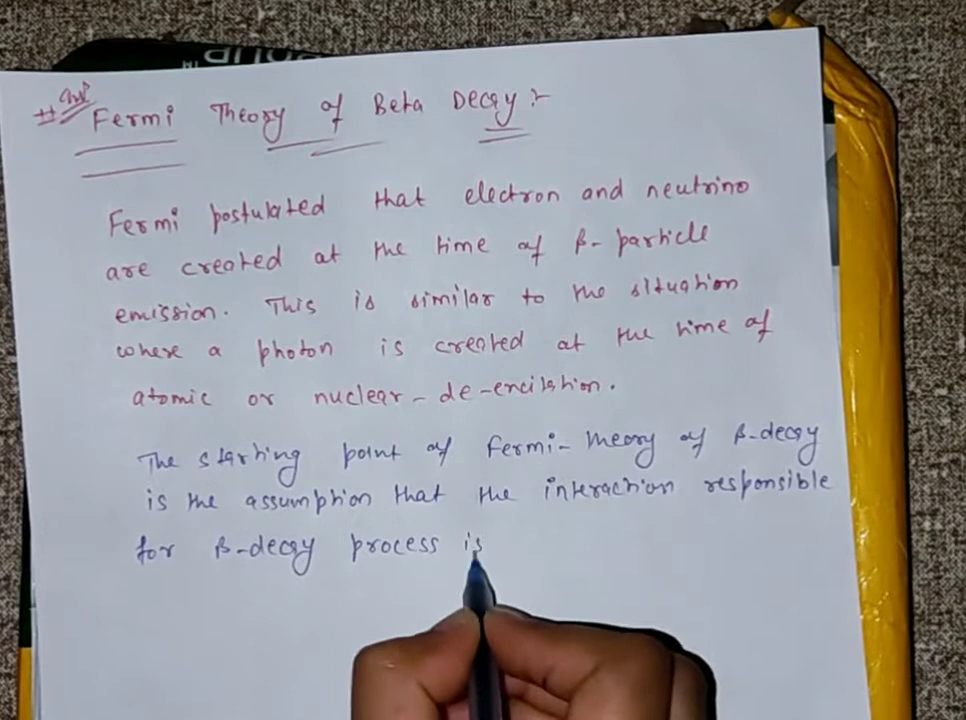 Fermi Theory of Beta Decay :-
Fermi postulated that electron and neutrino
are created at the time of β- particle
emission. This is similar to the situation
where a photon is created at the time of
atomic or nuclear - de-excitation.
The starting point of Fermi- theory of β-decay
is the assumption that the interaction responsible
for β-decay process is